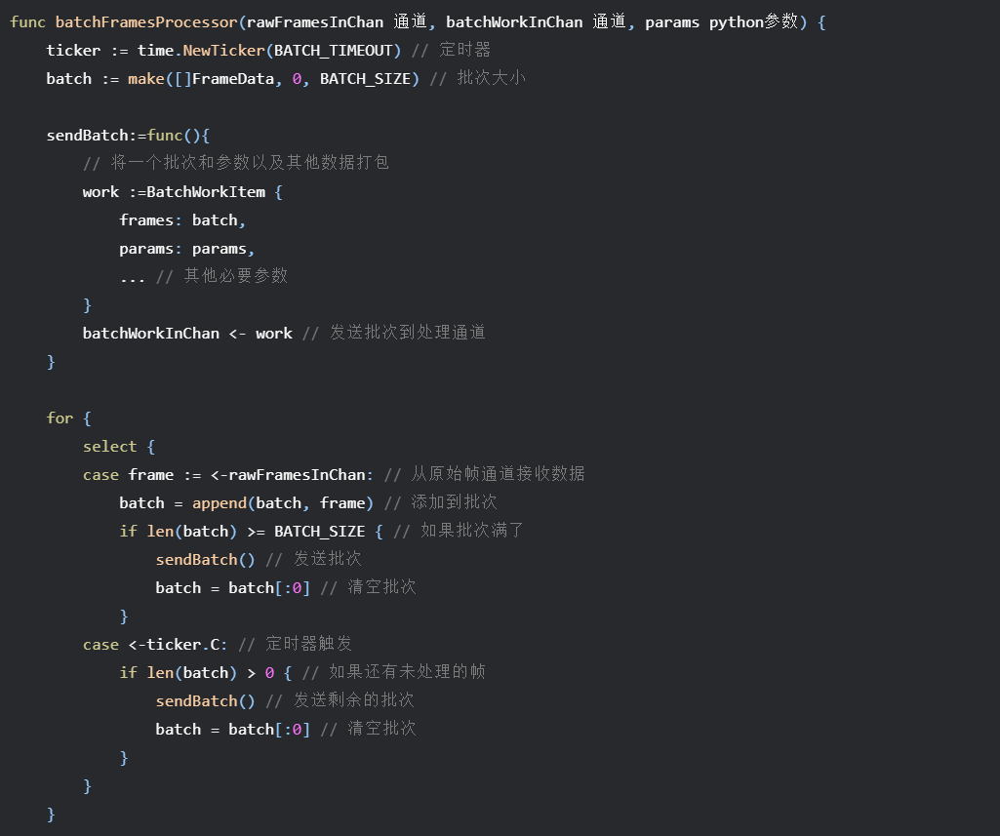 func batchFramesProcessor(rawFramesInChan 通道, batchWorkInChan 通道, params python参数) {
    ticker := time.NewTicker(BATCH_TIMEOUT) // 定时器
    batch := make([]FrameData, 0, BATCH_SIZE) // 批次大小

    sendBatch:=func(){
        // 将一个批次和参数以及其他数据打包
        work :=BatchWorkItem {
            frames: batch,
            params: params,
            ... // 其他必要参数
        }
        batchWorkInChan <- work // 发送批次到处理通道
    }

    for {
        select {
        case frame := <-rawFramesInChan: // 从原始帧通道接收数据
            batch = append(batch, frame) // 添加到批次
            if len(batch) >= BATCH_SIZE { // 如果批次满了
                sendBatch() // 发送批次
                batch = batch[:0] // 清空批次
            }
        case <-ticker.C: // 定时器触发
            if len(batch) > 0 { // 如果还有未处理的帧
                sendBatch() // 发送剩余的批次
                batch = batch[:0] // 清空批次
            }
        }
    }